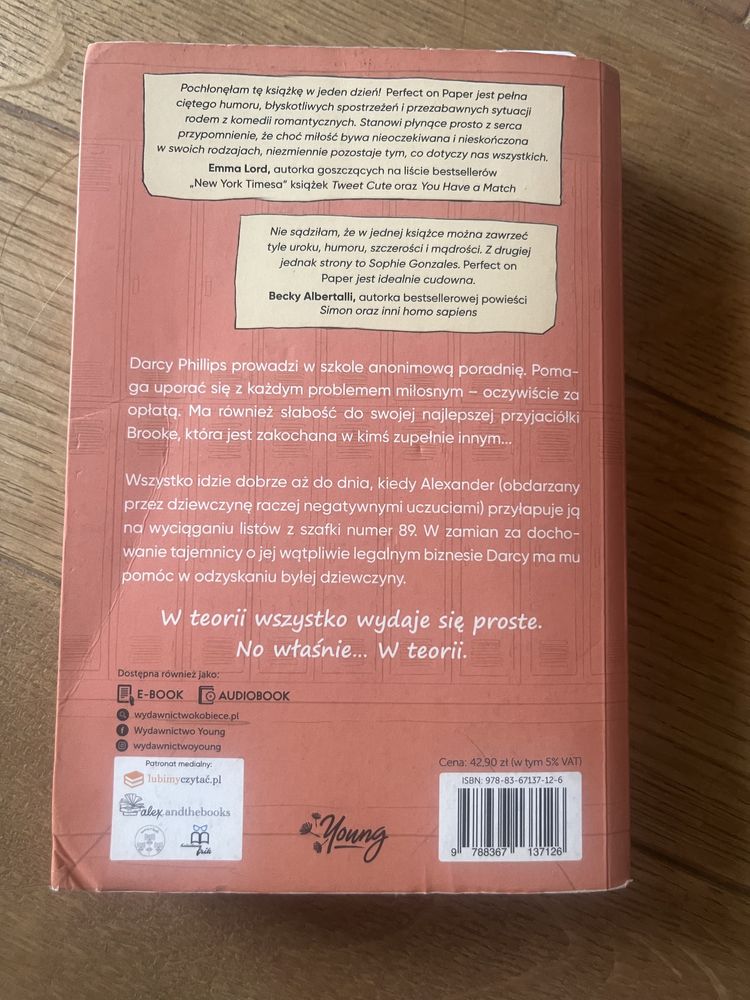 Pochłonęłam tę książkę w jeden dzień! Perfect on Paper jest pełna
ciętego humoru, błyskotliwych spostrzeżeń i przezabawnych sytuacji
rodem z komedii romantycznych. Stanowi płynące prosto z serca
przypomnienie, że choć miłość bywa nieoczekiwana i nieskończona
w swoich rodzajach, niezmiennie pozostaje tym, co dotyczy nas wszystkich.
Emma Lord, autorka goszczących na liście bestsellerów
„New York Timesa” książek Tweet Cute oraz You Have a Match
Nie sądziłam, że w jednej książce można zawrzeć
tyle uroku, humoru, szczerości i mądrości. Z drugiej
jednak strony to Sophie Gonzales. Perfect on
Paper jest idealnie cudowna.
Becky Albertalli, autorka bestsellerowej powieści
Simon oraz inni homo sapiens
Darcy Phillips prowadzi w szkole anonimową poradnię. Poma-
ga uporać się z każdym problemem miłosnym – oczywiście za
opłatą. Ma również słabość do swojej najlepszej przyjaciółki
Brooke, która jest zakochana w kimś zupełnie innym...
Wszystko idzie dobrze aż do dnia, kiedy Alexander (obdarzany
przez dziewczynę raczej negatywnymi uczuciami) przyłapuje ją
na wyciąganiu listów z szafki numer 89. W zamian za docho-
wanie tajemnicy o jej wątpliwie legalnym biznesie Darcy ma mu
pomóc w odzyskaniu byłej dziewczyny.
W teorii wszystko wydaje się proste.
No właśnie... W teorii.
Dostępna również jako:
E-BOOK AUDIOBOOK
wydawnictwokobiece.pl
Wydawnictwo Young
wydawnictwoyoung
Patronat medialny:
lubimyczytać.pl
alex.andthebooks
Young
Cena: 42,90 zł (w tym 5% VAT)
ISBN: 978-83-67137-12-6
9 788367 137126